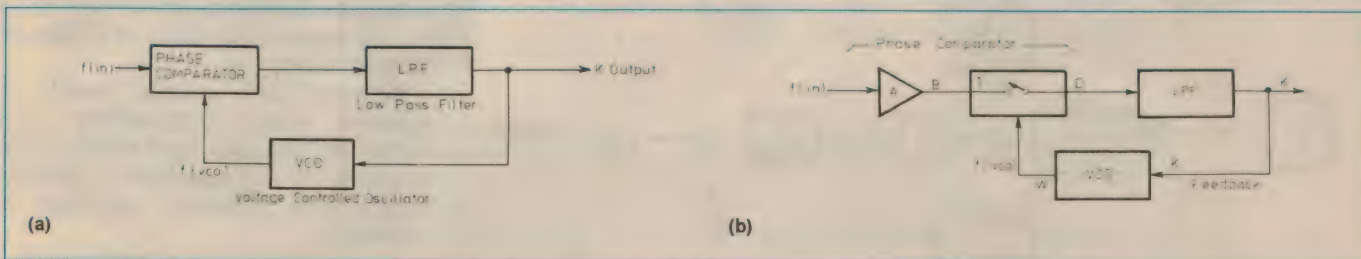 f(in)
PHASE
COMPARATOR
LPF
Low Pass Filter
K Output
VCO
f(vco)
Voltage Controlled Oscillator
(a)
Phase Comparator
f(in)
A
B
T
D
LPF
K
f(vco)
W
VCO
K
Feedback
(b)